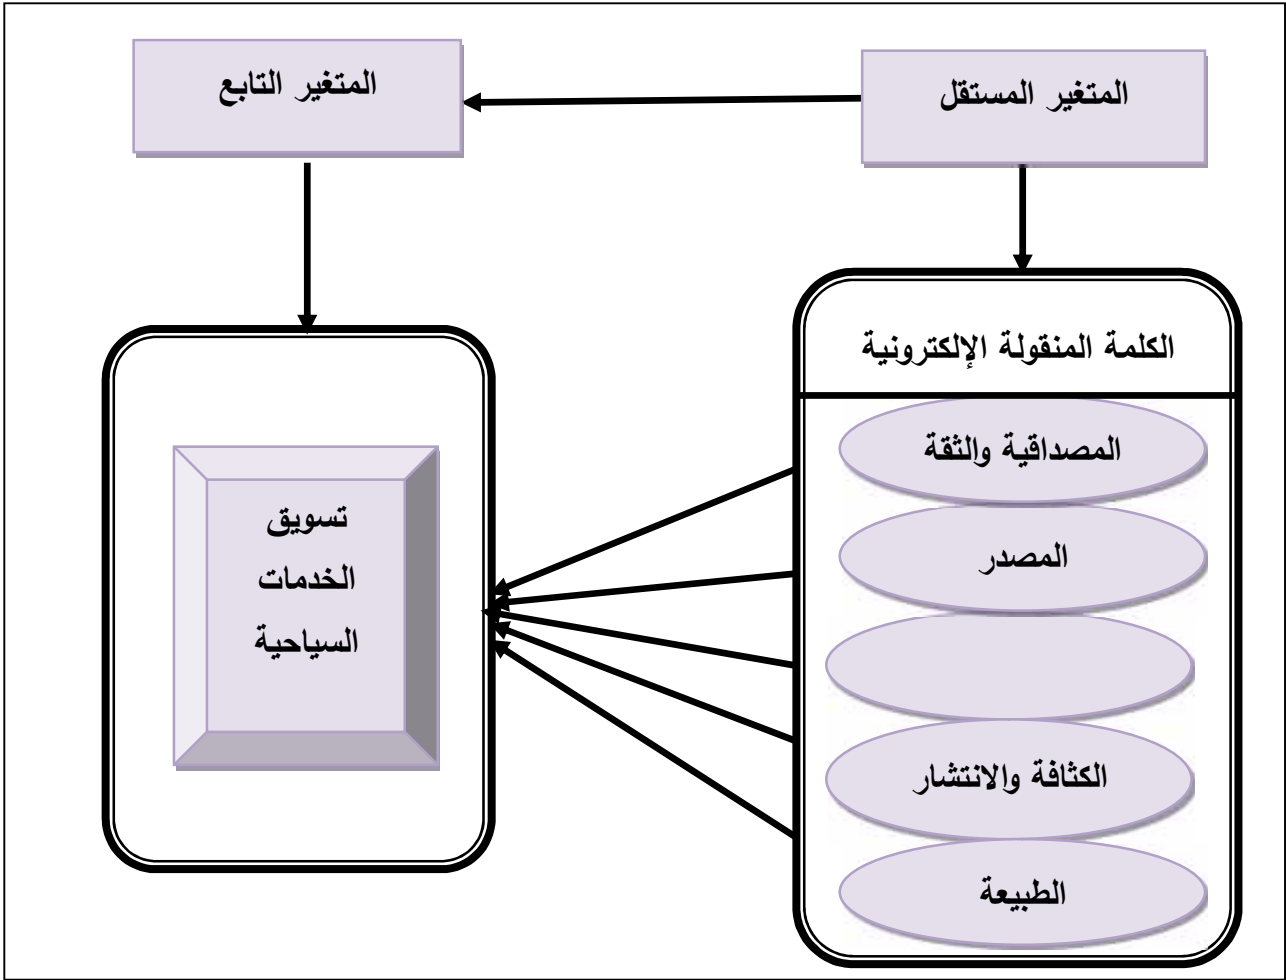 المتغير المستقل
المتغير التابع
الكلمة المنقولة الإلكترونية
المصداقية والثقة
المصدر
الكثافة والانتشار
الطبيعة
تسويق
الخدمات
السياحية